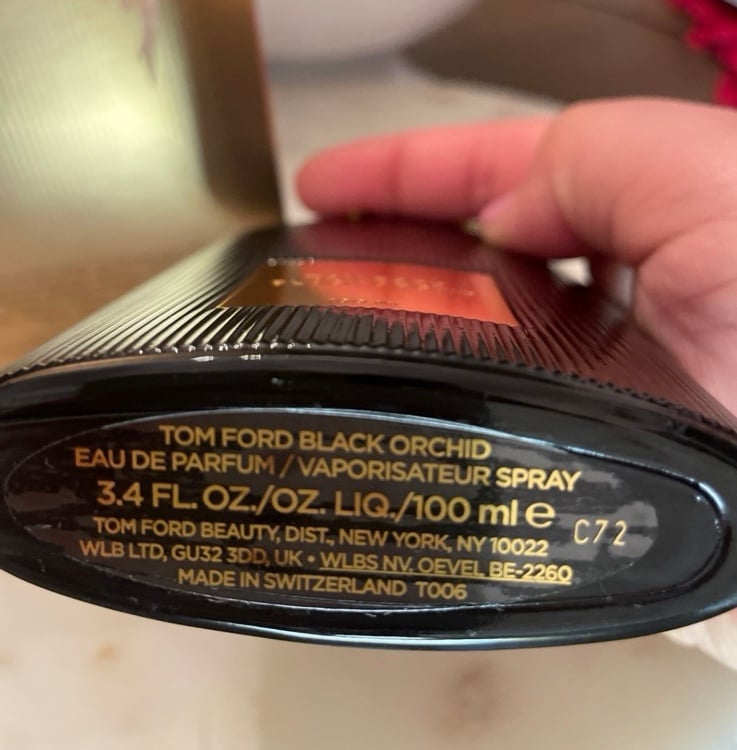 TOM FORD BLACK ORCHID
EAU DE PARFUM / VAPORISATEUR SPRAY
3.4 FL. OZ./OZ. LIQ./100 ml e
C72
TOM FORD BEAUTY, DIST., NEW YORK, NY 10022
WLB LTD, GU32 3DD, UK • WLBS NV. OEVEL BE-2260
MADE IN SWITZERLAND T006